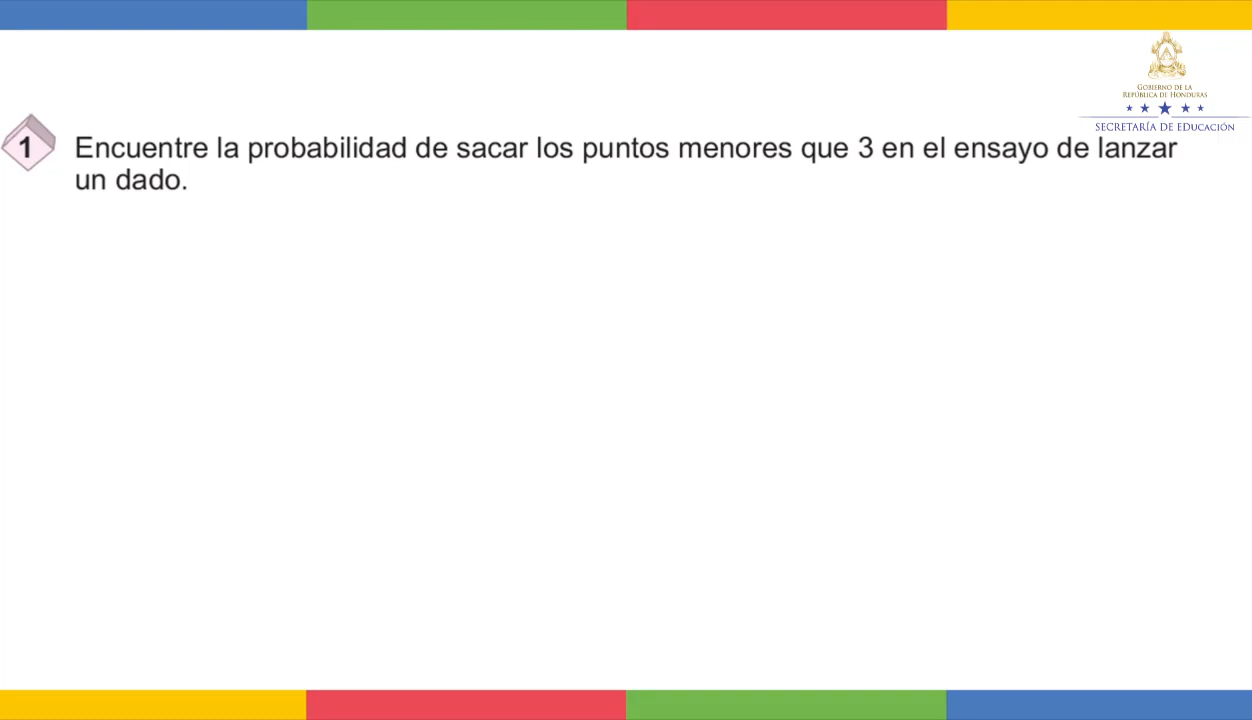 GOBIERNO DE LA
REPÚBLICA DE HONDURAS
SECRETARÍA DE EDUCACIÓN
1 Encuentre la probabilidad de sacar los puntos menores que 3 en el ensayo de lanzar
un dado.